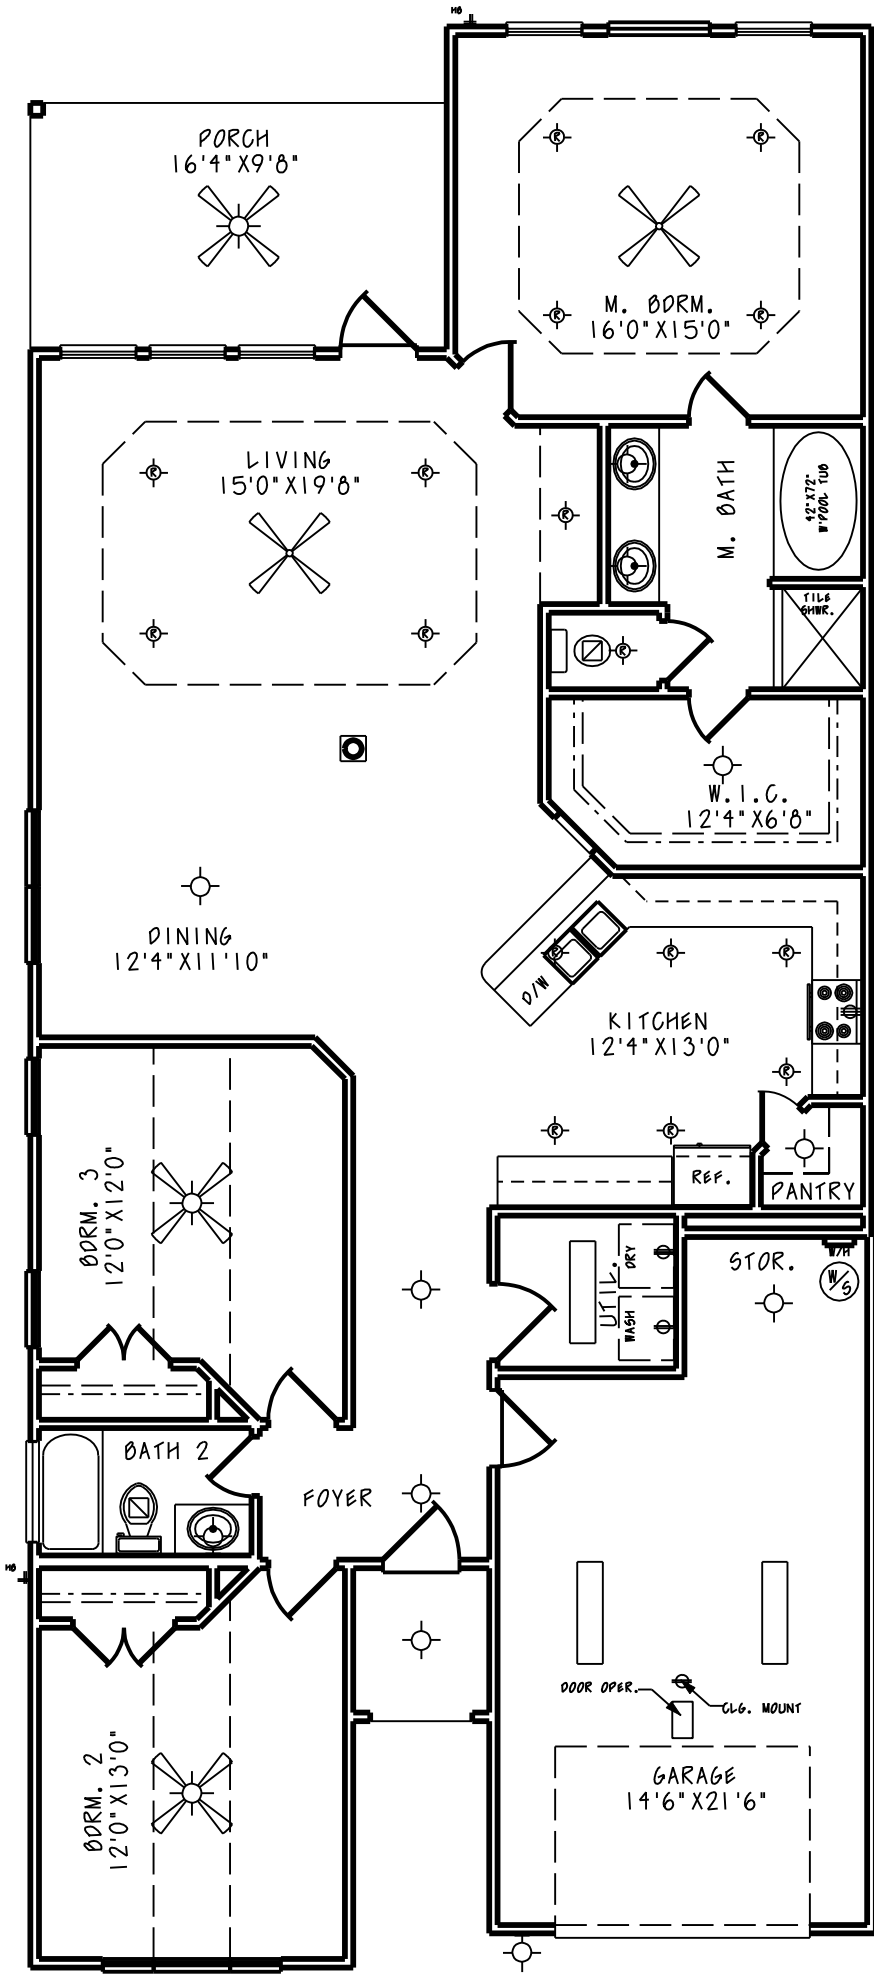 HB
PORCH
16'4"X9'8"
M. BDRM.
16'0"X15'0"
R
R
R
R
LIVING
15'0"X19'8"
R
R
R
R
R
M. BATH
42"X72"
W'POOL TUB
TILE
SHWR.
R
W.I.C.
12'4"X6'8"
DINING
12'4"X11'10"
R
R
R
D/W
KITCHEN
12'4"X13'0"
R
R
R
REF.
PANTRY
BDRM. 3
12'0"X12'0"
UTIL.
DRY
WASH
STOR.
W/H
W/S
BATH 2
FOYER
HB
DOOR OPER.
CLG. MOUNT
BDRM. 2
12'0"X13'0"
GARAGE
14'6"X21'6"